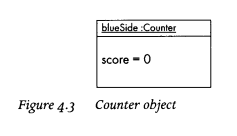 blueSide :Counter
score = 0
Figure 4.3 Counter object